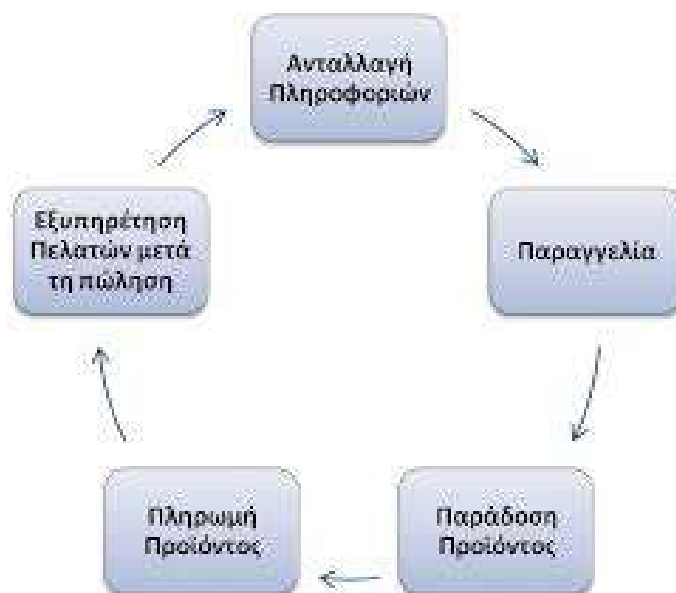 Ανταλλαγή
Πληροφοριών
Παραγγελία
Παράδοση
Προϊόντος
Πληρωμή
Προϊόντος
Εξυπηρέτηση
Πελατών μετά
τη πώληση